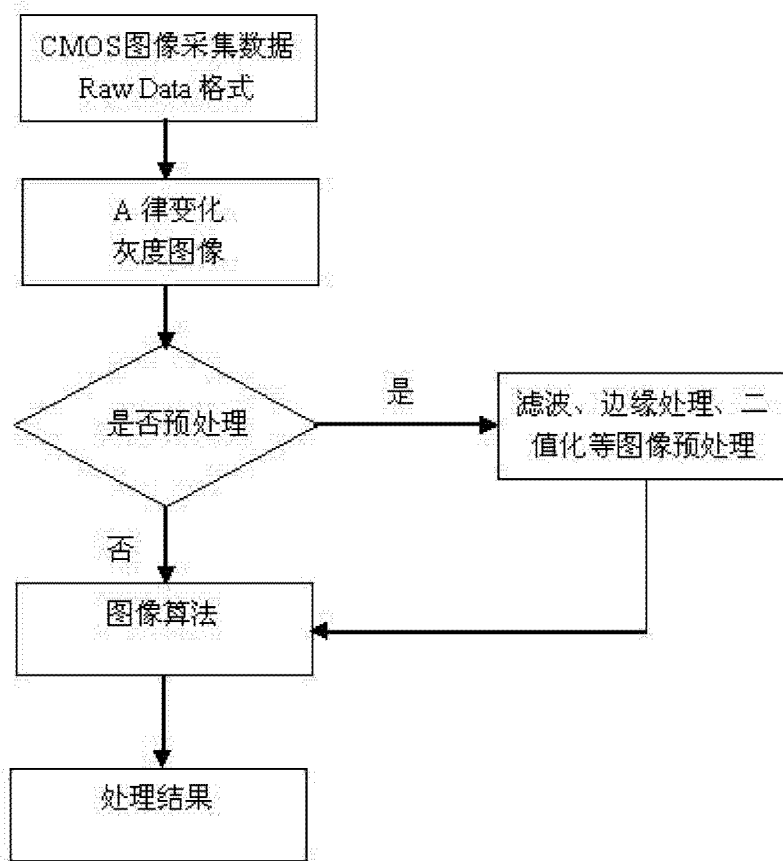 CMOS图像采集数据
Raw Data 格式
A 律变化
灰度图像
是否预处理
是
滤波、边缘处理、二
值化等图像预处理
否
图像算法
处理结果